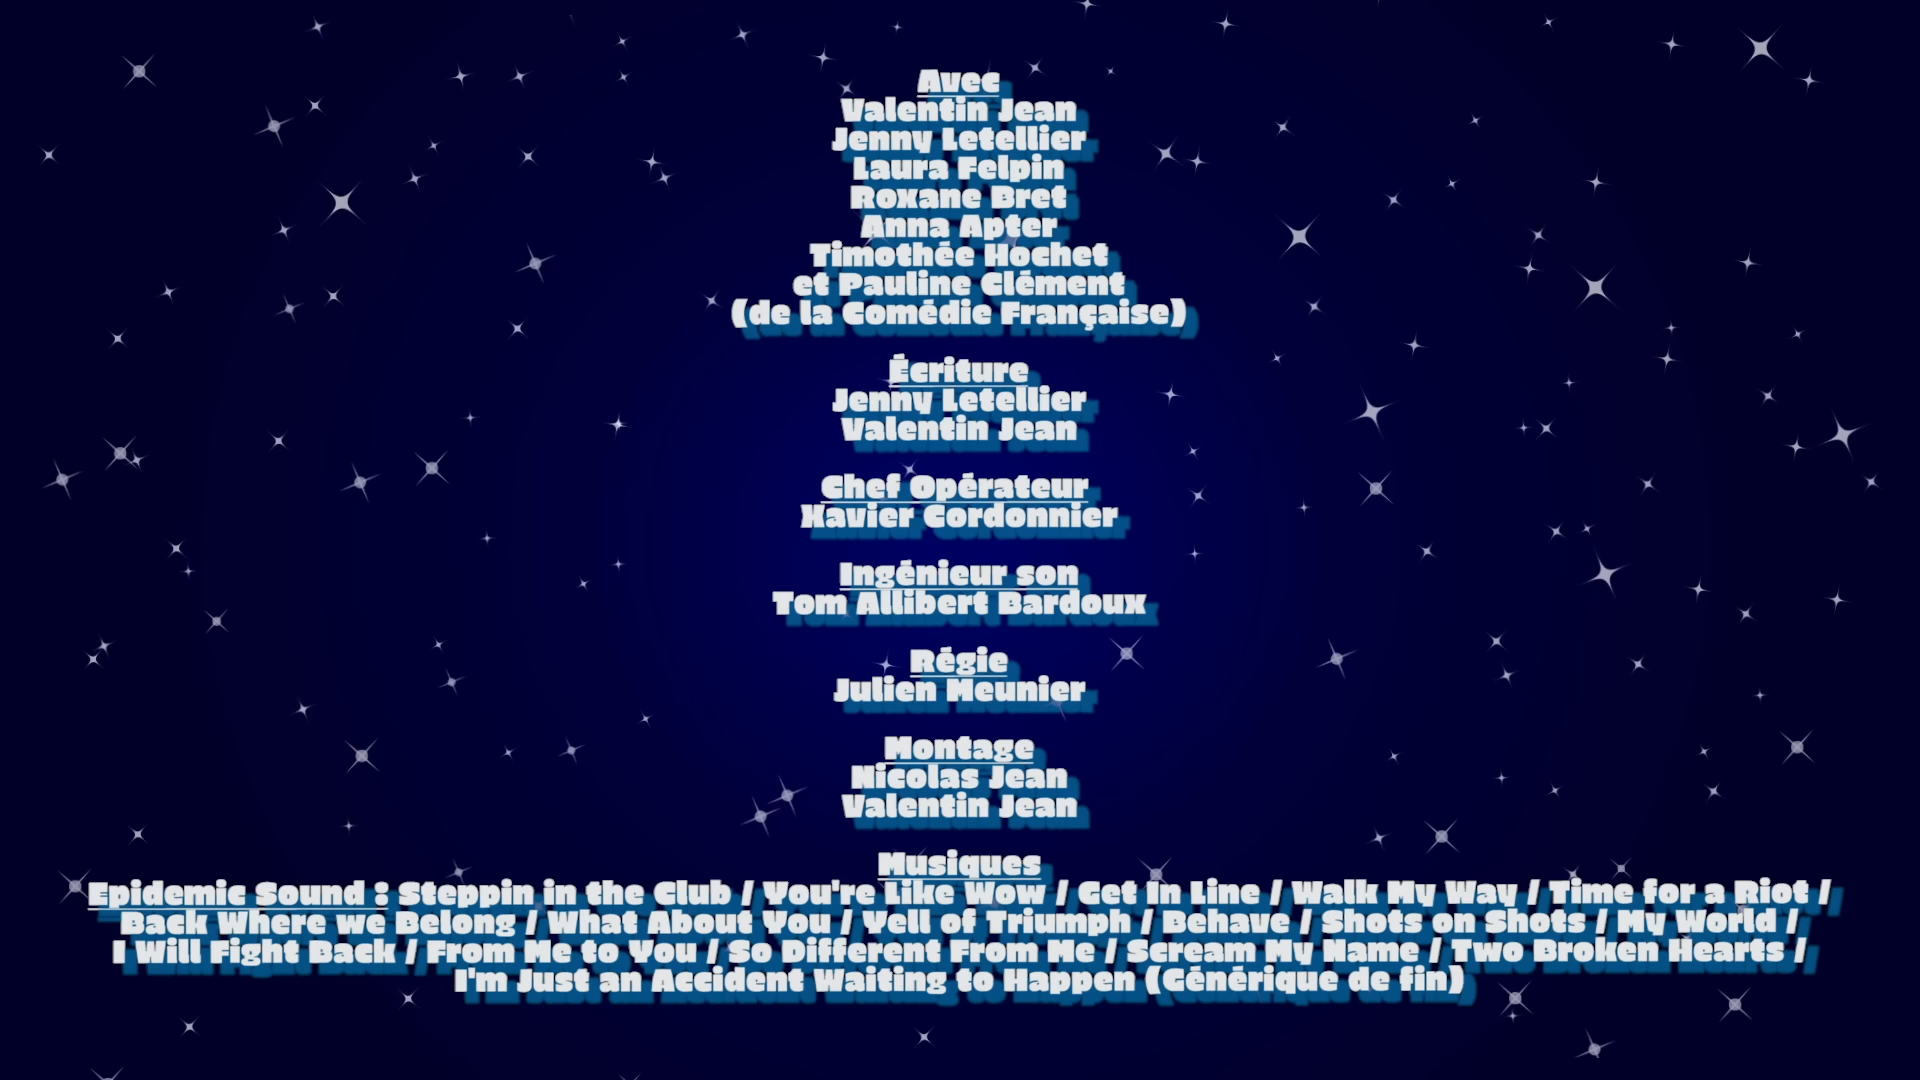 Avec
Valentin Jean
Jenny Letellier
Laura Felpin
Roxane Bret
Anna Apter
Timothée Hochet
et Pauline Clément
(de la Comédie Française)
Écriture
Jenny Letellier
Valentin Jean
Chef Opérateur
Xavier Cordonnier
Ingénieur son
Tom Allibert Bardoux
Régie
Julien Meunier
Montage
Nicolas Jean
Valentin Jean
Musiques
Epidemic Sound : Steppin in the Club / You're Like Wow / Get In Line / Walk My Way / Time for a Riot /
Back Where we Belong / What About You / Yell of Triumph / Behave / Shots on Shots / My World /
I Will Fight Back / From Me to You / So Different From Me / Scream My Name / Two Broken Hearts /
I'm Just an Accident Waiting to Happen (Générique de fin)